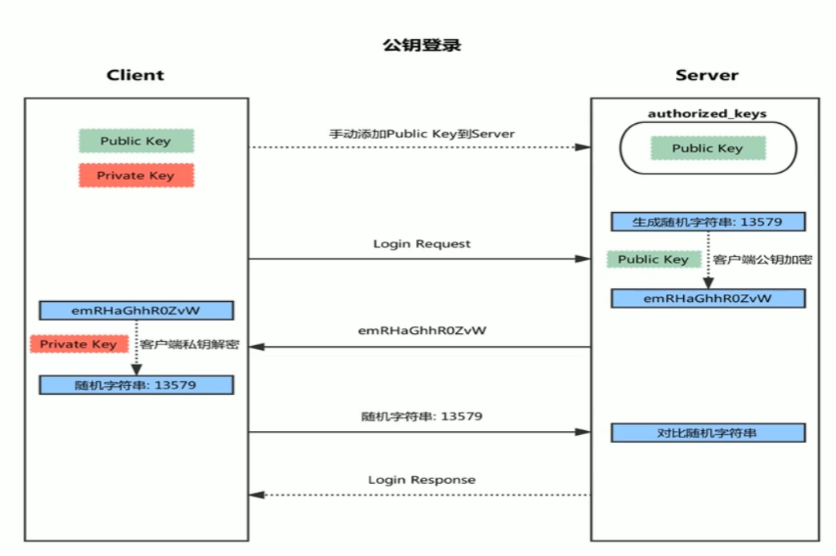 公钥登录
Client
Server
authorized_keys
Public Key
手动添加Public Key到Server
Public Key
Private Key
生成随机字符串: 13579
Login Request
Public Key
客户端公钥加密
emRHaGhhR0ZvW
emRHaGhhR0ZvW
emRHaGhhR0ZvW
Private Key
客户端私钥解密
随机字符串: 13579
随机字符串: 13579
对比随机字符串
Login Response